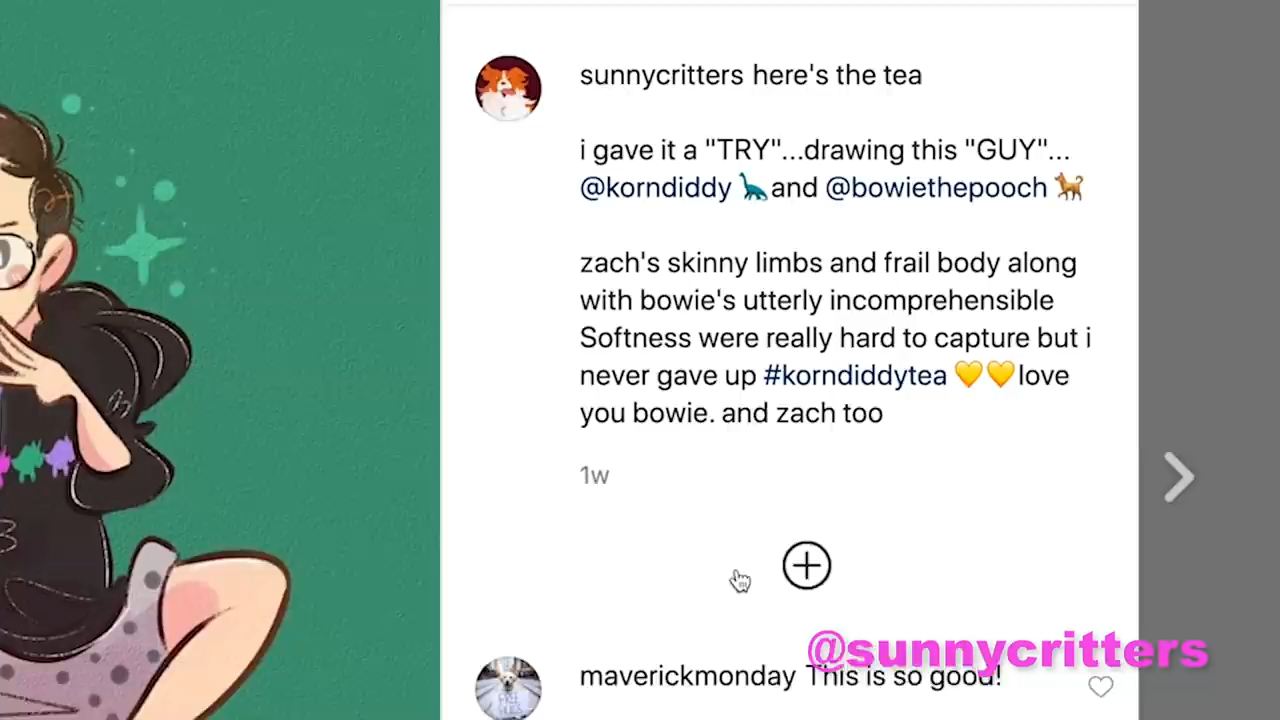 sunnycritters here's the tea
i gave it a "TRY"...drawing this "GUY"...
@korndiddy 🦕and @bowiethepooch 🐕
zach's skinny limbs and frail body along
with bowie's utterly incomprehensible
Softness were really hard to capture but i
never gave up #korndiddytea 💛💛love
you bowie. and zach too
1w
@sunnycritters
maverickmonday This is so good!